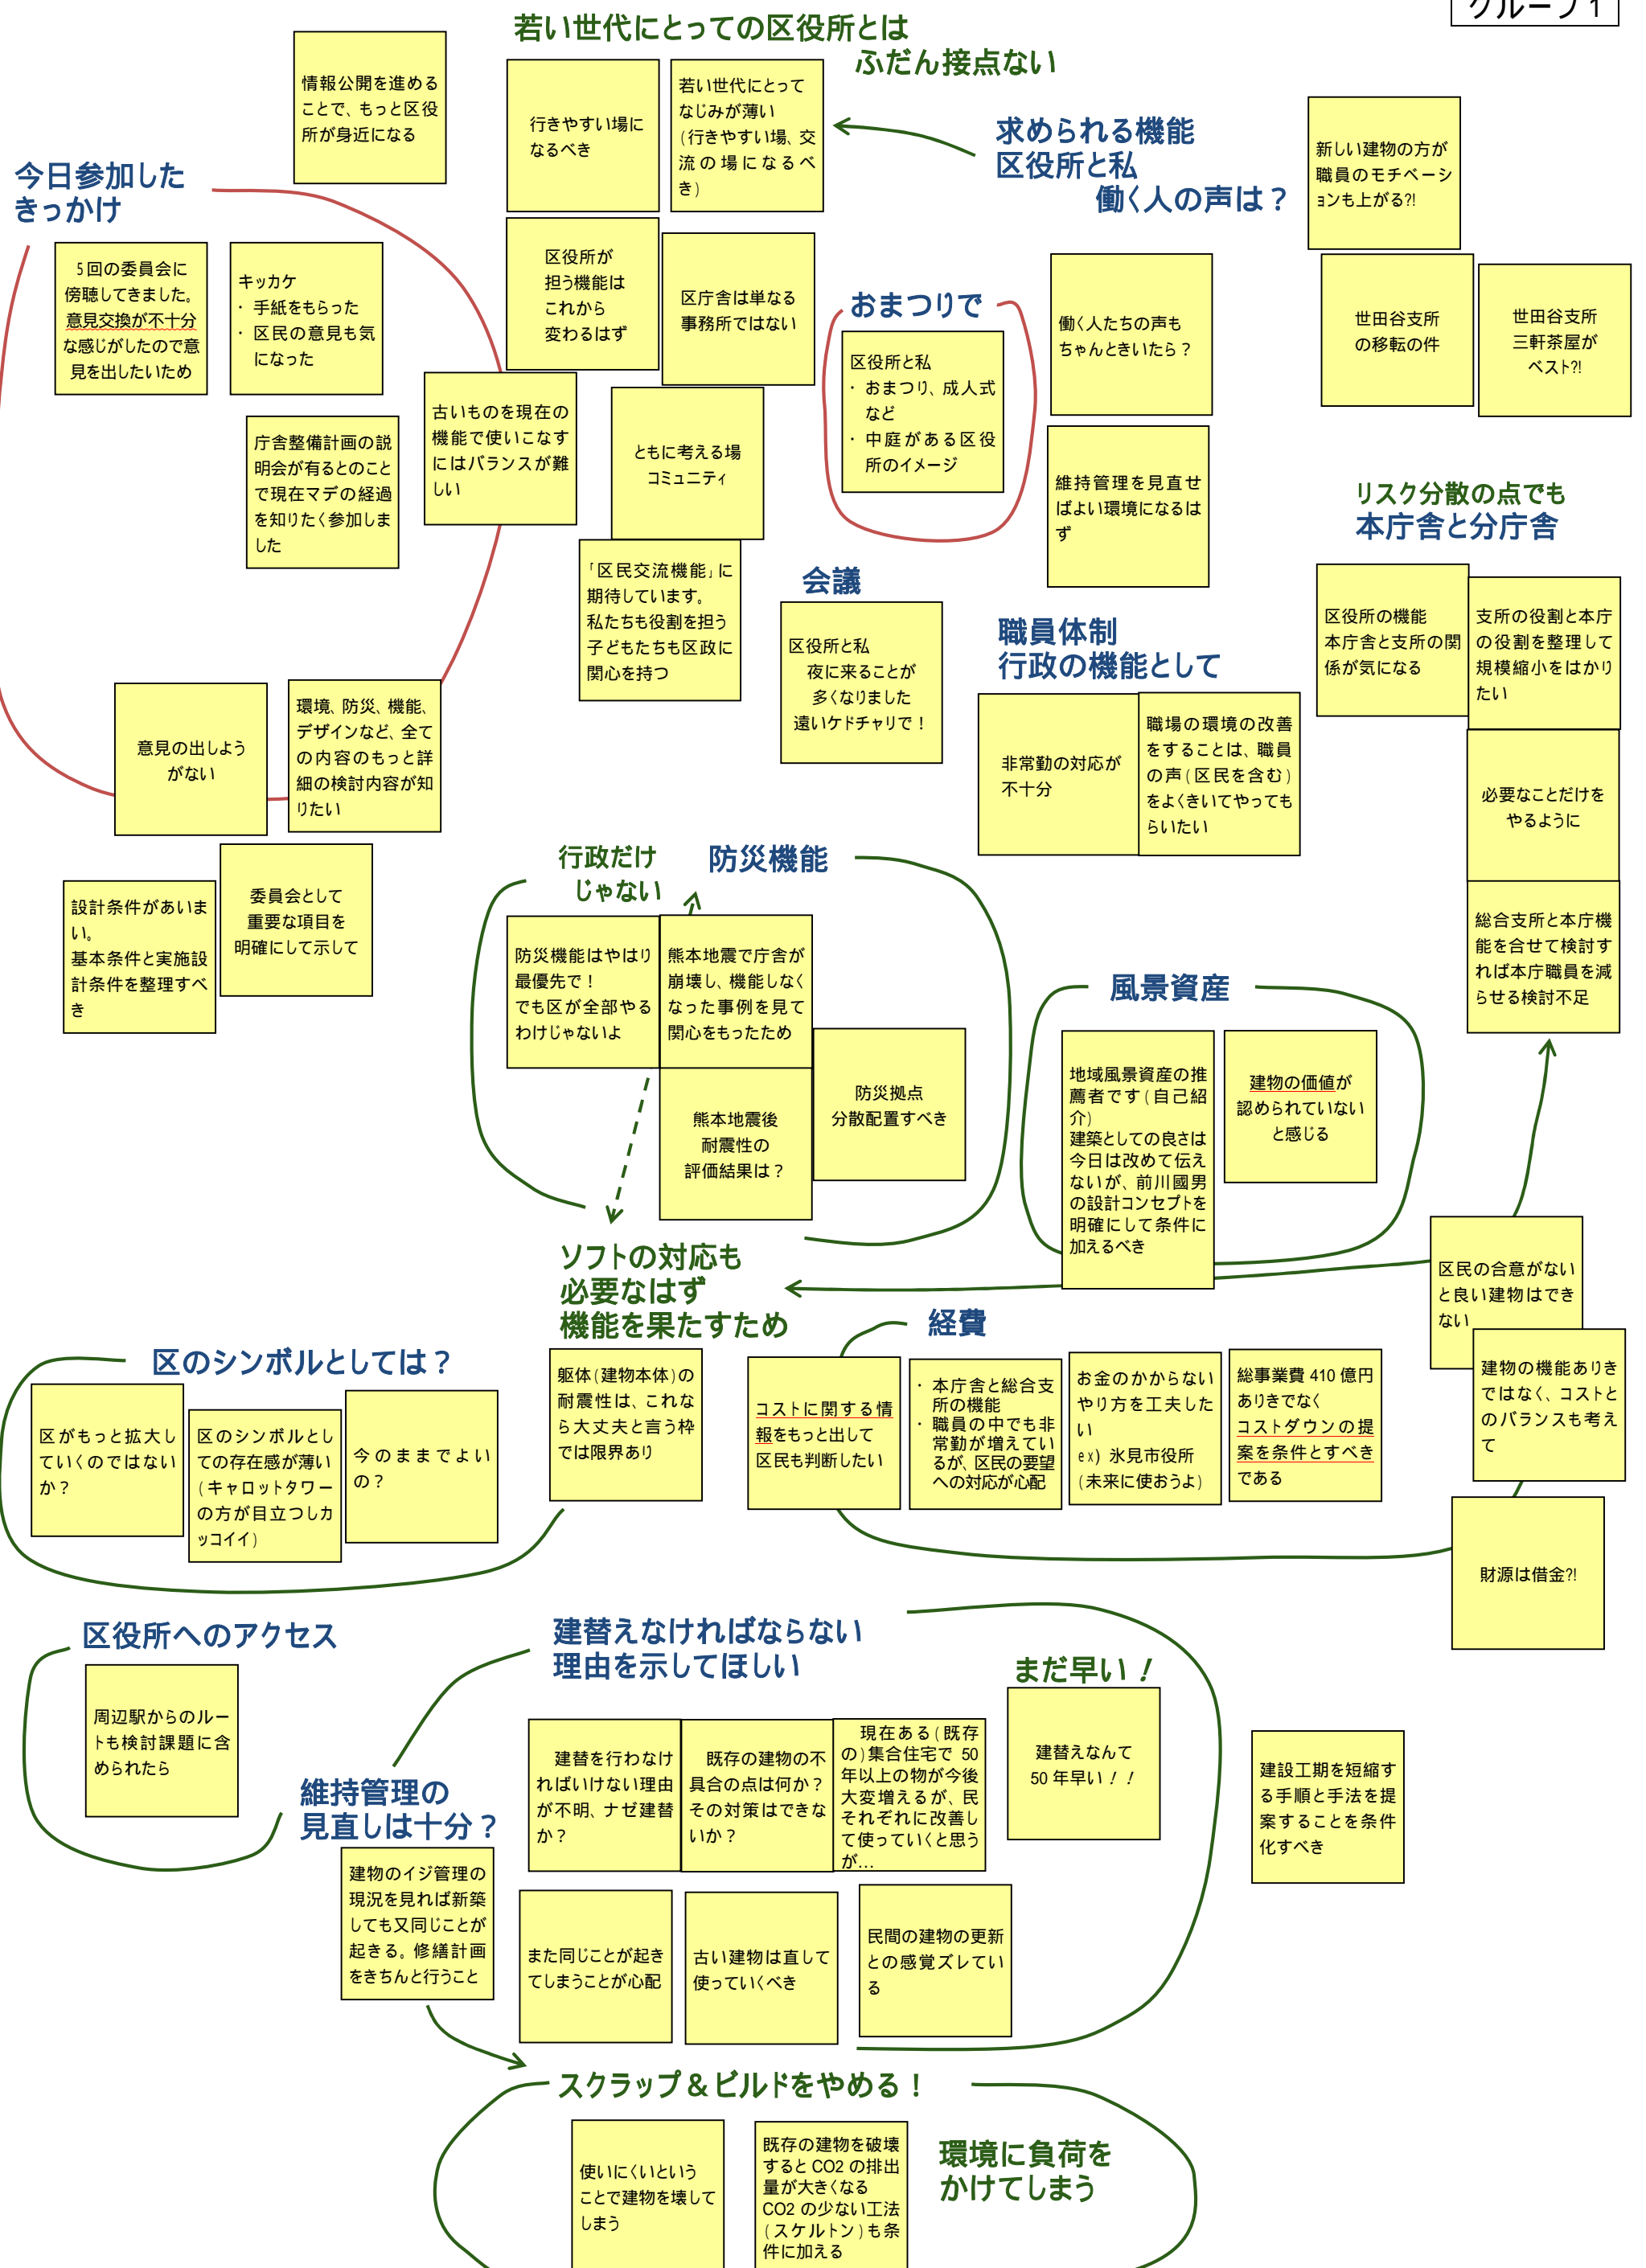 グループ1
若い世代にとっての区役所とは
ふだん接点ない
情報公開を進める
ことで、もっと区役
所が身近になる
行きやすい場に
なるべき
若い世代にとって
なじみが薄い
(行きやすい場、交
流の場になるべ
き)
求められる機能
区役所と私
働く人の声は？
新しい建物の方が
職員のモチベーシ
ョンも上がる?!
今日参加した
きっかけ
5回の委員会に
傍聴してきました。
意見交換が不十分
な感じがしたので意
見を出したいため
キッカケ
・ 手紙をもらった
・ 区民の意見も気
になった
区役所が
担う機能は
これから
変わるはず
区庁舎は単なる
事務所ではない
おまつりで
区役所と私
・ おまつり、成人式
など
・ 中庭がある区役
所のイメージ
働く人たちの声も
ちゃんときいたら？
世田谷支所
の移転の件
世田谷支所
三軒茶屋が
ベスト?!
庁舎整備計画の説
明会が有るとのこと
で現在マデの経過
を知りたく参加しま
した
古いものを現在の
機能で使いこなす
にはバランスが難
しい
ともに考える場
コミュニティ
維持管理を見直せ
ばよい環境になるは
ず
リスク分散の点でも
本庁舎と分庁舎
「区民交流機能」に
期待しています。
私たちも役割を担う
子どもたちも区政に
関心を持つ
会議
区役所と私
夜に来ることが
多くなりました
遠いケドチャリで！
職員体制
行政の機能として
区役所の機能
本庁舎と支所の関
係が気になる
支所の役割と本庁
の役割を整理して
規模縮小をはかり
たい
意見の出しよう
がない
環境、防災、機能、
デザインなど、全て
の内容のもっと詳
細の検討内容が知
りたい
非常勤の対応が
不十分
職場の環境の改善
をすることは、職員
の声(区民を含む)
をよくきいてやっても
らいたい
必要なことだけを
やるように
設計条件があいま
い。
基本条件と実施設
計条件を整理すべ
き
委員会として
重要な項目を
明確にして示して
行政だけ
じゃない
防災機能
防災機能はやはり
最優先で！
でも区が全部やる
わけじゃないよ
熊本地震で庁舎が
崩壊し、機能しなく
なった事例を見て
関心をもったため
総合支所と本庁機
能を合せて検討す
れば本庁職員を減
らせる検討不足
熊本地震後
耐震性の
評価結果は？
防災拠点
分散配置すべき
風景資産
地域風景資産の推
薦者です(自己紹
介)
建築としての良さは
今日は改めて伝え
ないが、前川國男
の設計コンセプトを
明確にして条件に
加えるべき
建物の価値が
認められていない
と感じる
ソフトの対応も
必要なはず
機能を果たすため
区民の合意がない
と良い建物はでき
ない
建物の機能ありき
ではなく、コストと
のバランスも考え
て
区のシンボルとしては？
区がもっと拡大し
ていくのではない
か？
区のシンボルとし
ての存在感が薄い
(キャロットタワー
の方が目立つしカ
ッコイイ)
今のままでよい
の？
躯体(建物本体)の
耐震性は、これな
ら大丈夫と言う枠
では限界あり
経費
コストに関する情
報をもっと出して
区民も判断したい
・ 本庁舎と総合支
所の機能
・ 職員の中でも非
常勤が増えてい
るが、区民の要望
への対応が心配
お金のかからない
やり方を工夫した
い
ex) 氷見市役所
(未来に使おうよ)
総事業費 410 億円
ありきでなく
コストダウンの提
案を条件とすべき
である
財源は借金?!
区役所へのアクセス
周辺駅からのルー
トも検討課題に含
められたら
建替えなければならない
理由を示してほしい
まだ早い！
維持管理の
見直しは十分？
建物のイジ管理の
現況を見れば新築
しても又同じことが
起きる。修繕計画
をきちんと行うこと
建替を行わなけ
ればいけない理由
が不明、ナゼ建替
か？
既存の建物の不
具合の点は何か？
その対策はできな
いか？
現在ある(既存
の)集合住宅で 50
年以上の物が今後
大変増えるが、民
それぞれに改善し
て使っていくと思う
が…
建替えなんて
50 年早い！！
建設工期を短縮す
る手順と手法を提
案することを条件
化すべき
また同じことが起き
てしまうことが心配
古い建物は直して
使っていくべき
民間の建物の更新
との感覚ズレてい
る
スクラップ＆ビルドをやめる！
使いにくいという
ことで建物を壊して
しまう
既存の建物を破壊
すると CO2 の排出
量が大きくなる
CO2 の少ない工法
(スケルトン)も条
件に加える
環境に負荷を
かけてしまう